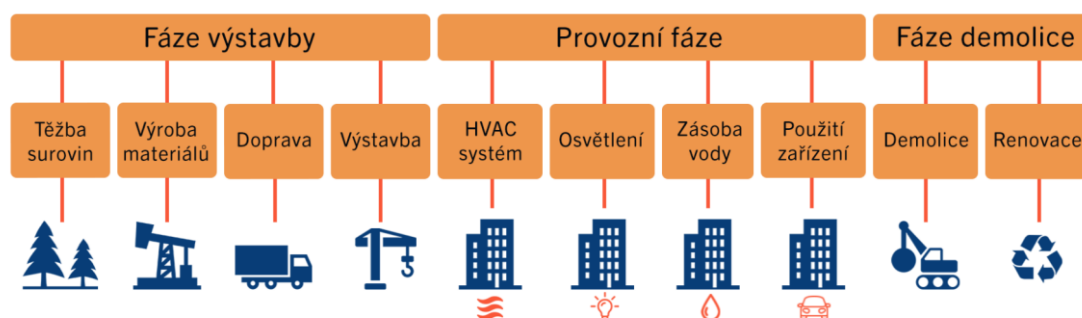 Fáze výstavby
Provozní fáze
Fáze demolice
Těžba
surovin
Výroba
materiálů
Doprava
Výstavba
HVAC
systém
Osvětlení
Zásoba
vody
Použití
zařízení
Demolice
Renovace